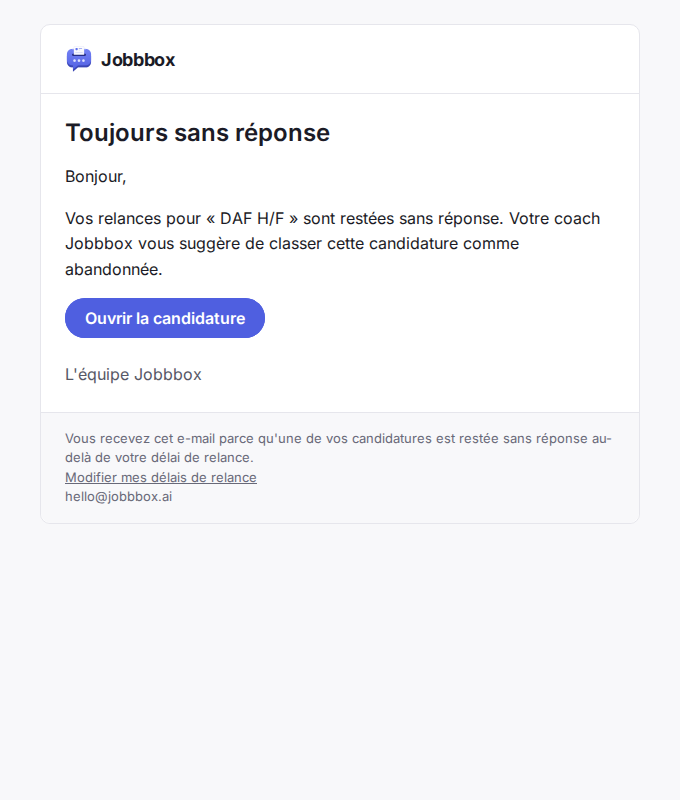 Jobbbox
Toujours sans réponse
Bonjour,
Vos relances pour « DAF H/F » sont restées sans réponse. Votre coach
Jobbbox vous suggère de classer cette candidature comme
abandonnée.
Ouvrir la candidature
L'équipe Jobbbox
Vous recevez cet e-mail parce qu'une de vos candidatures est restée sans réponse au-
delà de votre délai de relance.
Modifier mes délais de relance
hello@jobbbox.ai